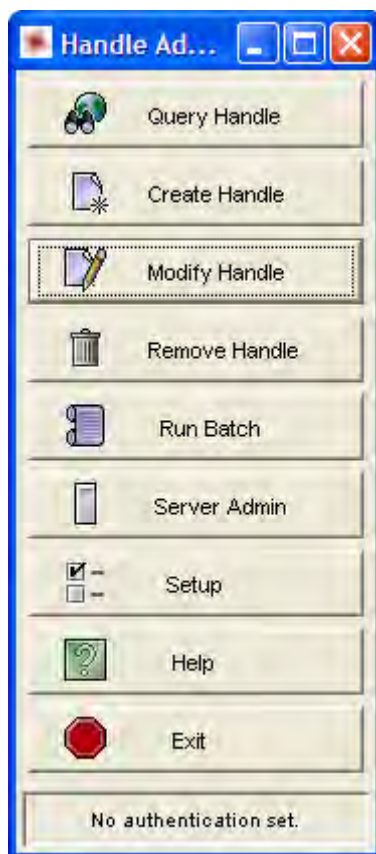 Handle Ad...
Query Handle
Create Handle
Modify Handle
Remove Handle
Run Batch
Server Admin
Setup
Help
Exit
No authentication set.